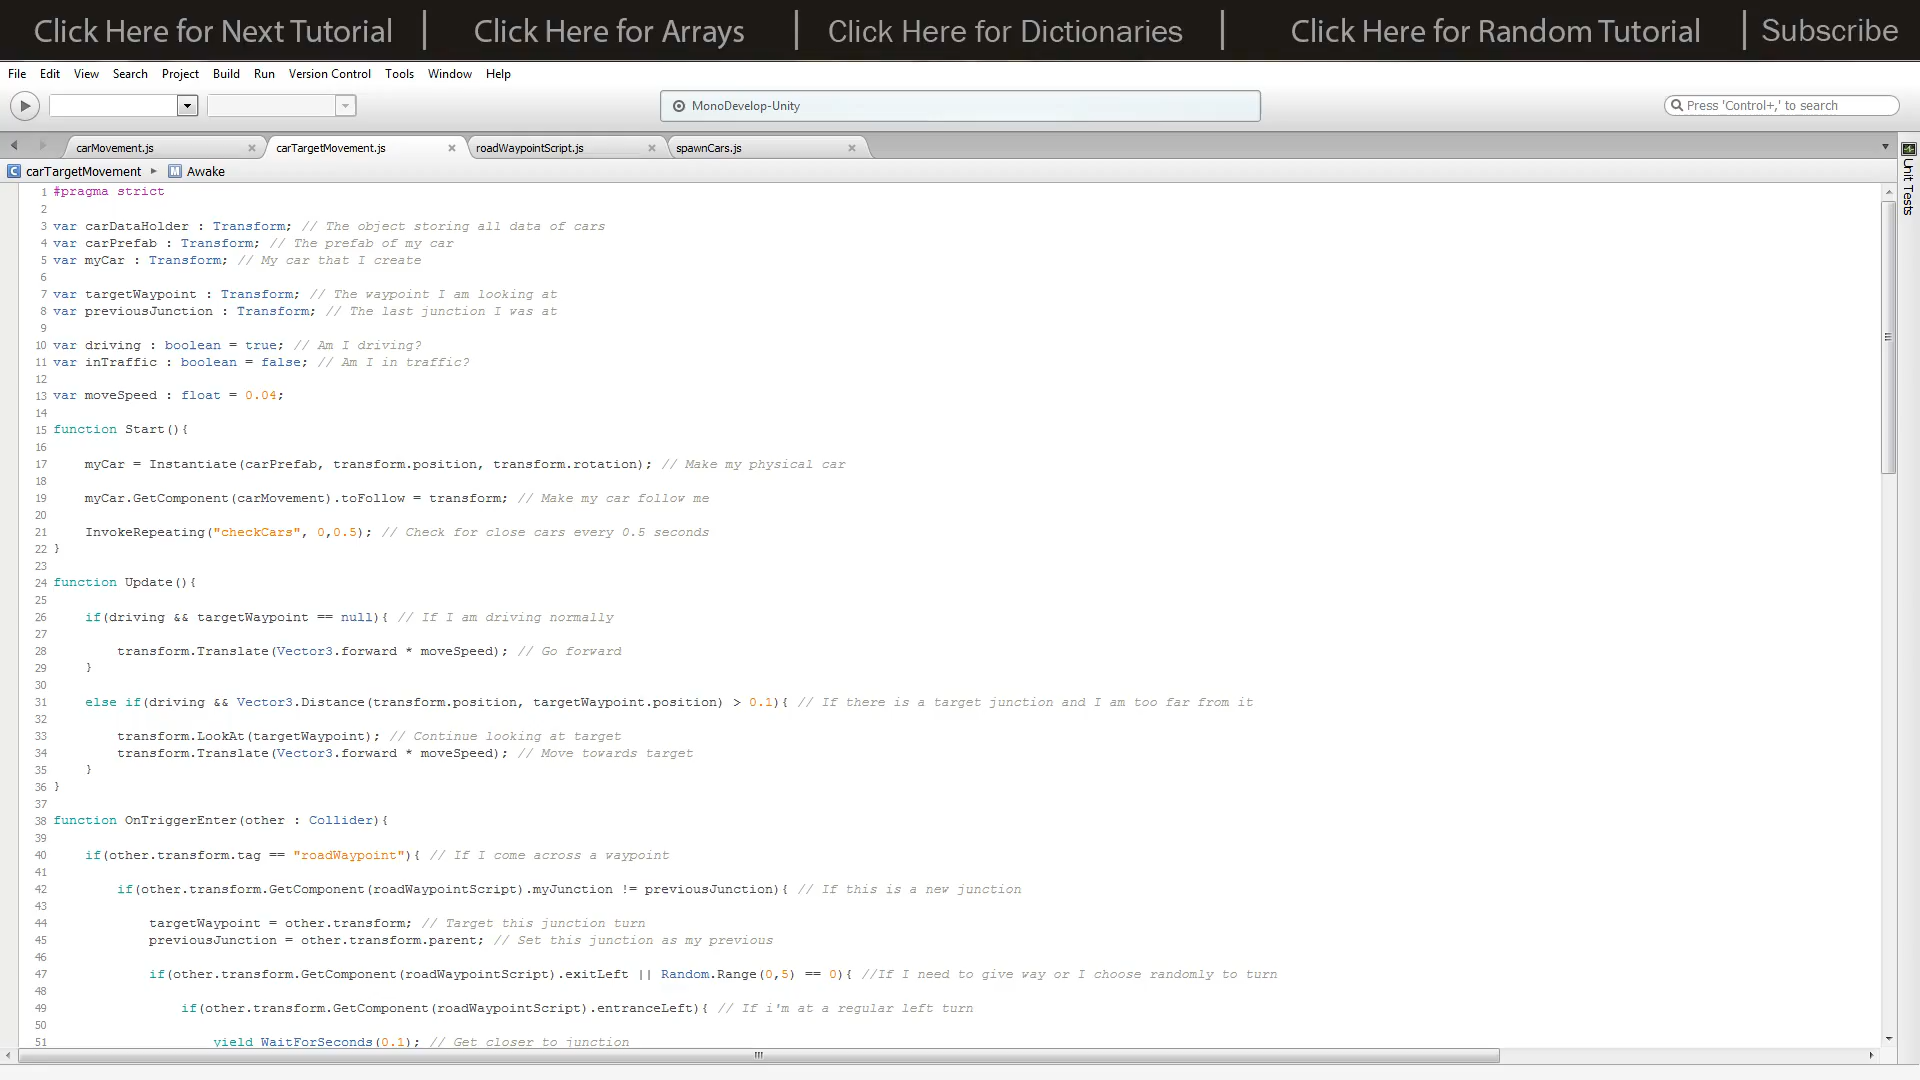 Click Here for Next Tutorial | Click Here for Arrays | Click Here for Dictionaries | Click Here for Random Tutorial | Subscribe
File Edit View Search Project Build Run Version Control Tools Window Help
MonoDevelop-Unity
Press 'Control+,' to search
carMovement.js carTargetMovement.js roadWaypointScript.js spawnCars.js
C carTargetMovement M Awake
Unit Tests
1 #pragma strict
2
3 var carDataHolder : Transform; // The object storing all data of cars
4 var carPrefab : Transform; // The prefab of my car
5 var myCar : Transform; // My car that I create
6
7 var targetWaypoint : Transform; // The waypoint I am looking at
8 var previousJunction : Transform; // The last junction I was at
9
10 var driving : boolean = true; // Am I driving?
11 var inTraffic : boolean = false; // Am I in traffic?
12
13 var moveSpeed : float = 0.04;
14
15 function Start(){
16
17 myCar = Instantiate(carPrefab, transform.position, transform.rotation); // Make my physical car
18
19 myCar.GetComponent(carMovement).toFollow = transform; // Make my car follow me
20
21 InvokeRepeating("checkCars", 0,0.5); // Check for close cars every 0.5 seconds
22 }
23
24 function Update(){
25
26 if(driving && targetWaypoint == null){ // If I am driving normally
27
28 transform.Translate(Vector3.forward * moveSpeed); // Go forward
29 }
30
31 else if(driving && Vector3.Distance(transform.position, targetWaypoint.position) > 0.1){ // If there is a target junction and I am too far from it
32
33 transform.LookAt(targetWaypoint); // Continue looking at target
34 transform.Translate(Vector3.forward * moveSpeed); // Move towards target
35 }
36 }
37
38 function OnTriggerEnter(other : Collider){
39
40 if(other.transform.tag == "roadWaypoint"){ // If I come across a waypoint
41
42 if(other.transform.GetComponent(roadWaypointScript).myJunction != previousJunction){ // If this is a new junction
43
44 targetWaypoint = other.transform; // Target this junction turn
45 previousJunction = other.transform.parent; // Set this junction as my previous
46
47 if(other.transform.GetComponent(roadWaypointScript).exitLeft || Random.Range(0,5) == 0){ //If I need to give way or I choose randomly to turn
48
49 if(other.transform.GetComponent(roadWaypointScript).entranceLeft){ // If i'm at a regular left turn
50
51 yield WaitForSeconds(0.1); // Get closer to junction